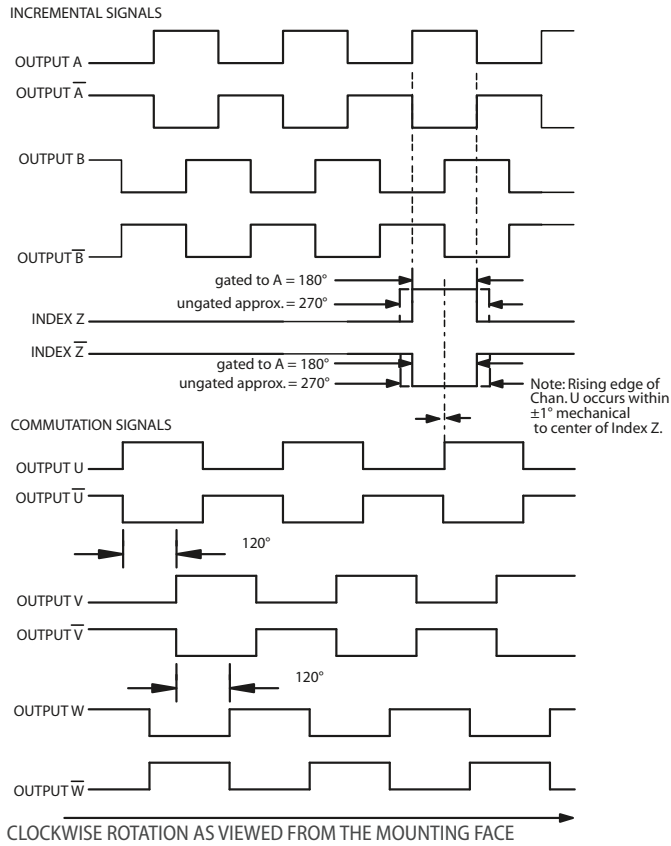 INCREMENTAL SIGNALS
OUTPUT A
OUTPUT A̅
OUTPUT B
OUTPUT B̅
gated to A = 180°
ungated approx. = 270°
INDEX Z
INDEX Z̅
gated to A = 180°
ungated approx. = 270°
Note: Rising edge of
Chan. U occurs within
±1° mechanical
to center of Index Z.
COMMUTATION SIGNALS
OUTPUT U
OUTPUT U̅
120°
OUTPUT V
OUTPUT V̅
120°
OUTPUT W
OUTPUT W̅
CLOCKWISE ROTATION AS VIEWED FROM THE MOUNTING FACE